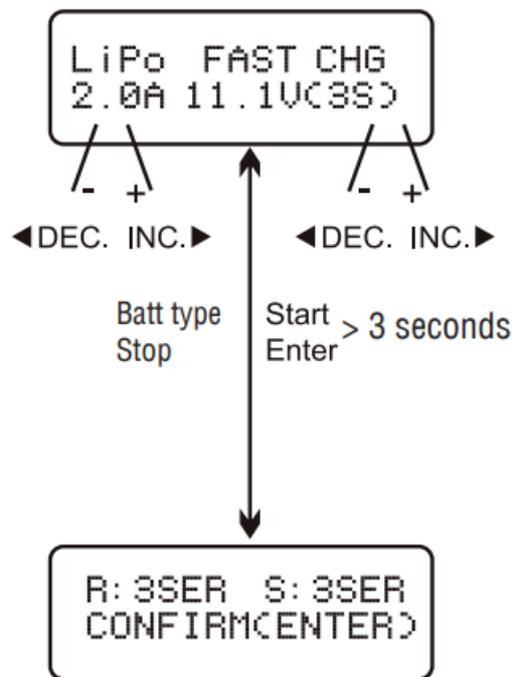 LiPo FAST CHG
2.0A 11.1V(3S)
- + - +
◀DEC. INC.▶ ◀DEC. INC.▶
Batt type Start > 3 seconds
Stop Enter
R:3SER S:3SER
CONFIRM(ENTER)